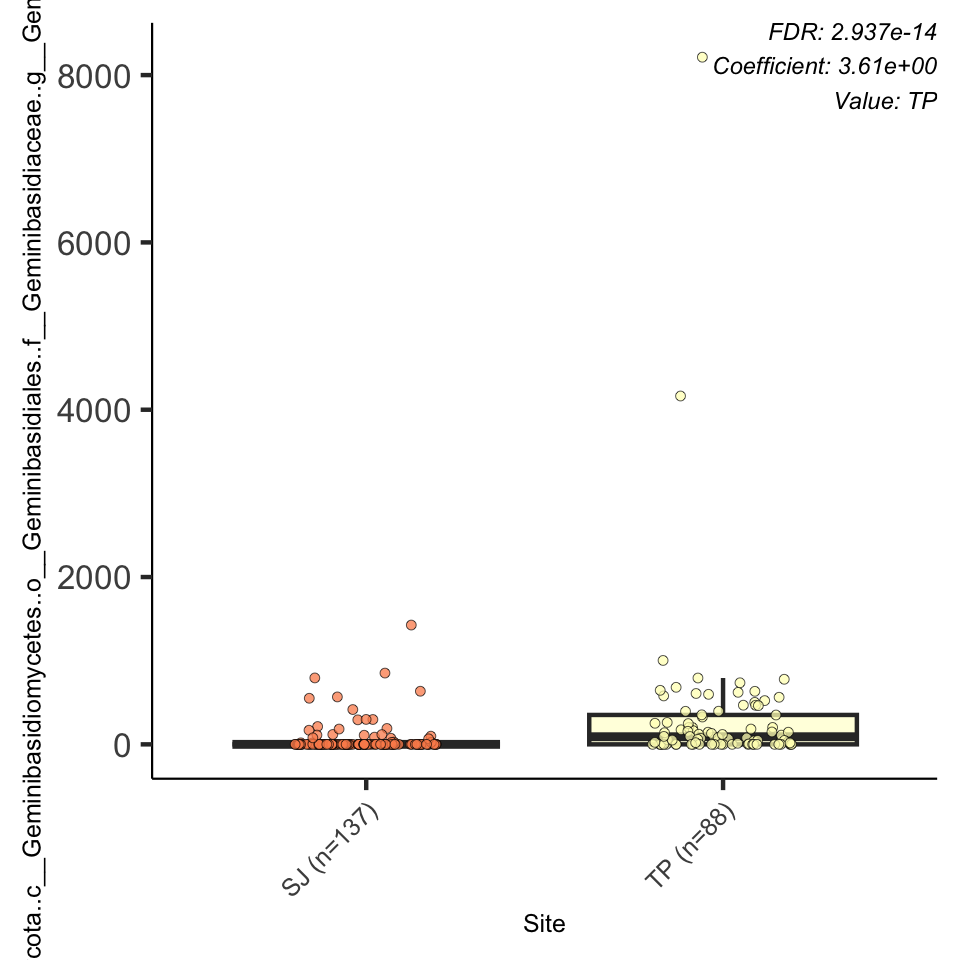 cota..c__Geminibasidiomycetes..o__Geminibasidiales..f__Geminibasidiaceae..g__Gen
FDR: 2.937e-14
Coefficient: 3.61e+00
Value: TP
8000
6000
4000
2000
0
SJ (n=137)
TP (n=88)
Site